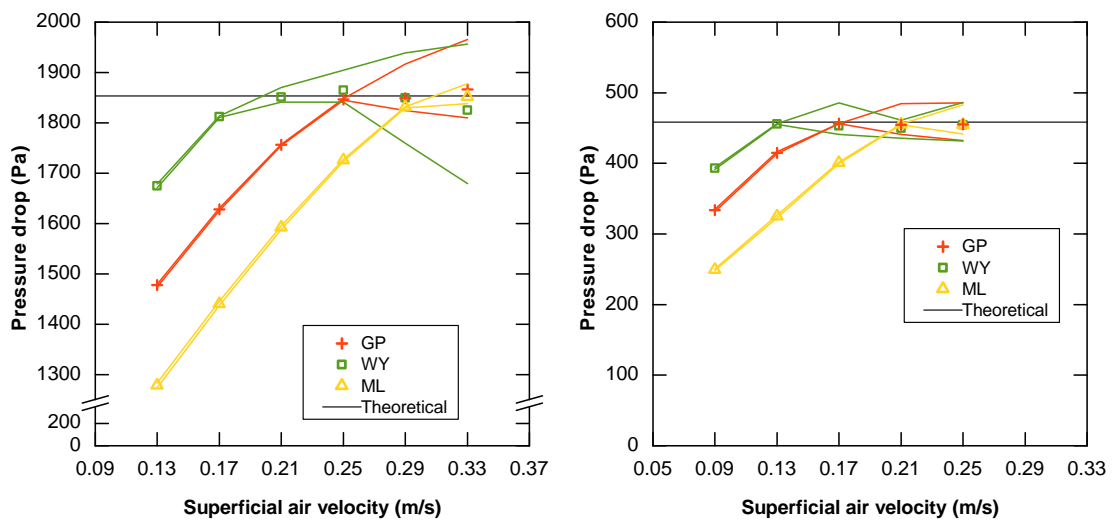 2000
1900
1800
1700
1600
1500
1400
1300
200
0
Pressure drop (Pa)
GP
WY
ML
Theoretical
0.09 0.13 0.17 0.21 0.25 0.29 0.33 0.37
Superficial air velocity (m/s)
600
500
400
300
200
100
0
Pressure drop (Pa)
GP
WY
ML
Theoretical
0.05 0.09 0.13 0.17 0.21 0.25 0.29 0.33
Superficial air velocity (m/s)